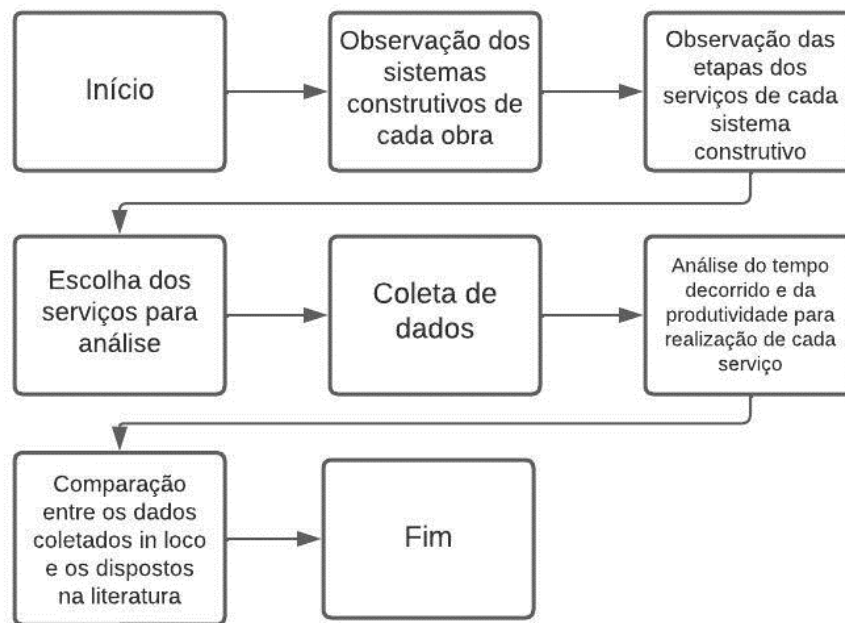 Início
Observação dos
sistemas
construtivos de
cada obra
Observação das
etapas dos
serviços de cada
sistema
construtivo
Escolha dos
serviços para
análise
Coleta de
dados
Análise do tempo
decorrido e da
produtividade para
realização de cada
serviço
Comparação
entre os dados
coletados in loco
e os dispostos
na literatura
Fim